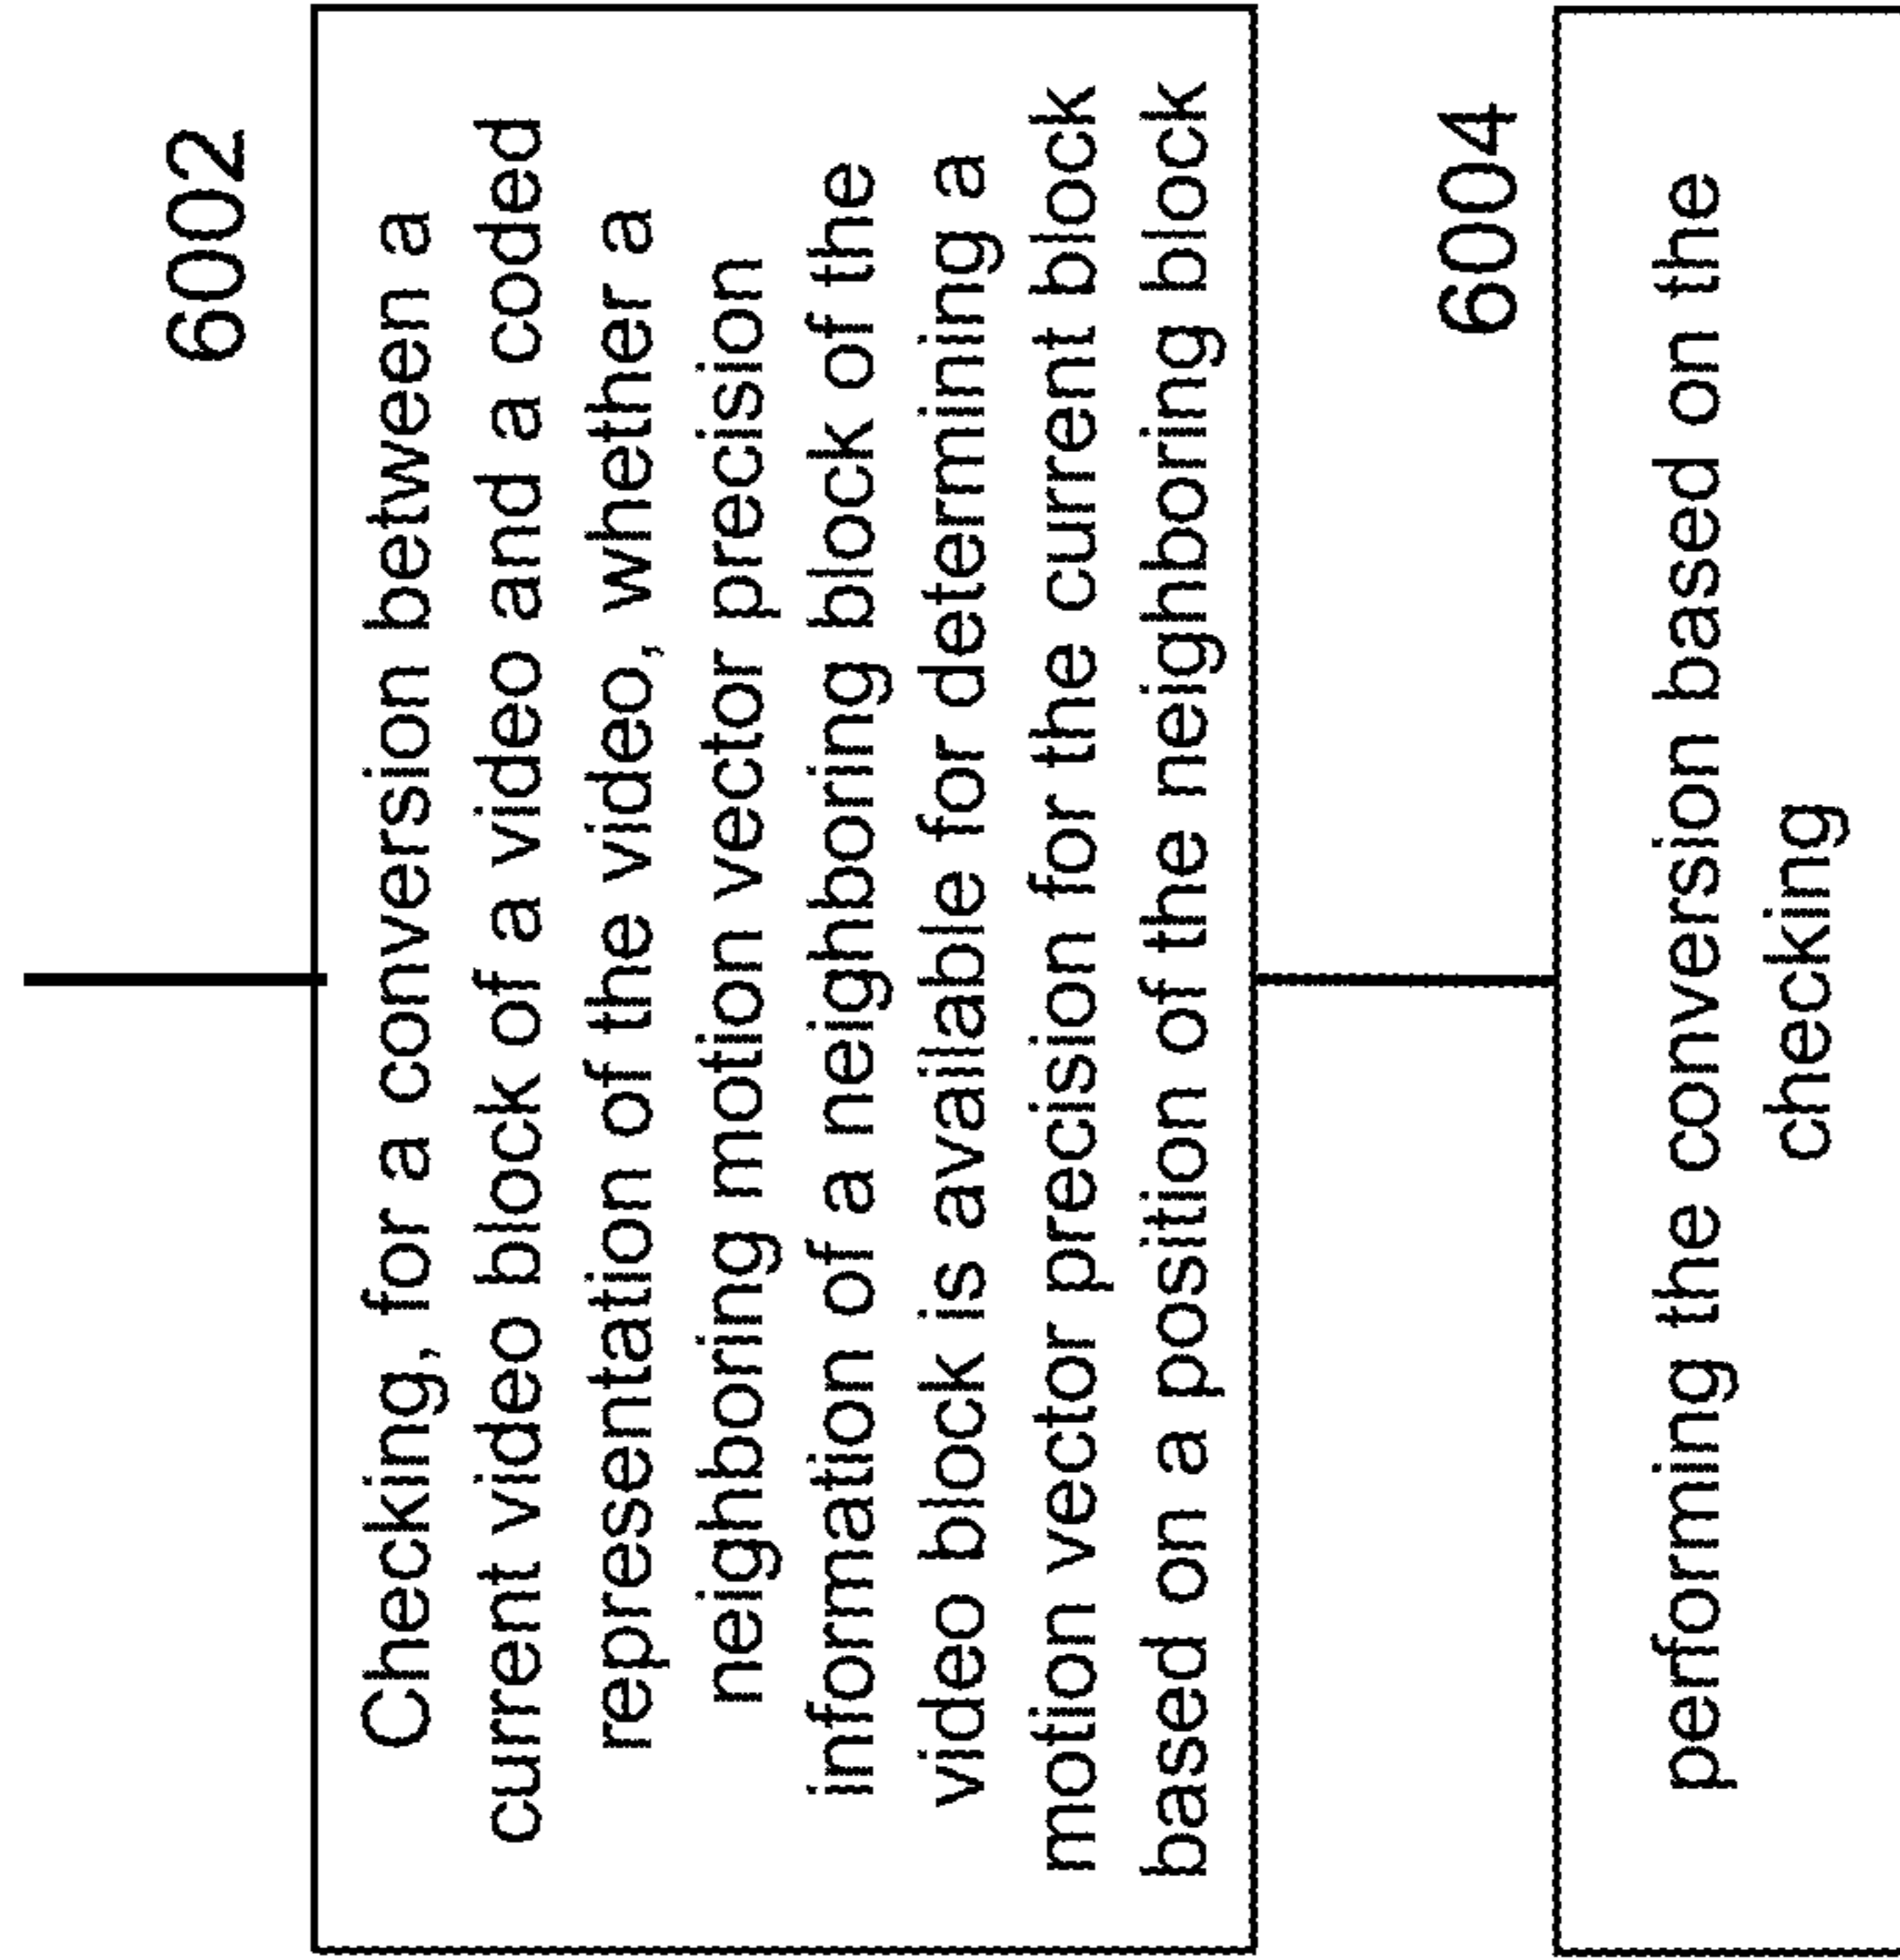 6002
Checking, for a conversion between a
current video block of a video and a coded
representation of the video, whether a
neighboring motion vector precision
information of a neighboring block of the
video block is available for determining a
motion vector precision for the current block
based on a position of the neighboring block
6004
performing the conversion based on the
checking